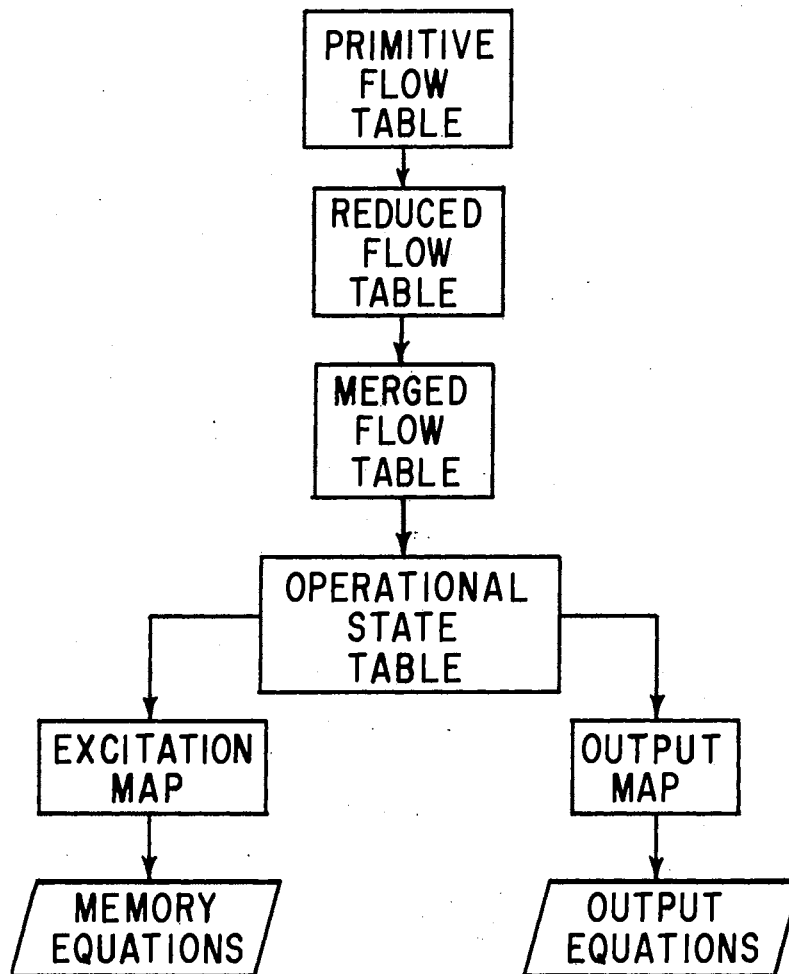 PRIMITIVE
FLOW
TABLE
REDUCED
FLOW
TABLE
MERGED
FLOW
TABLE
OPERATIONAL
STATE
TABLE
EXCITATION
MAP
OUTPUT
MAP
MEMORY
EQUATIONS
OUTPUT
EQUATIONS